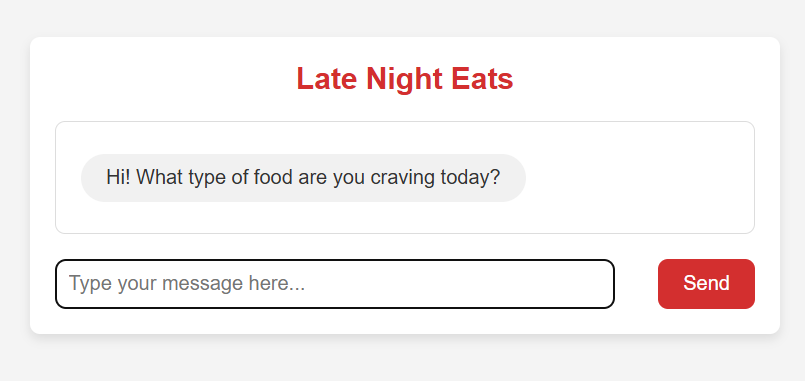 Late Night Eats
Hi! What type of food are you craving today?
Type your message here...
Send